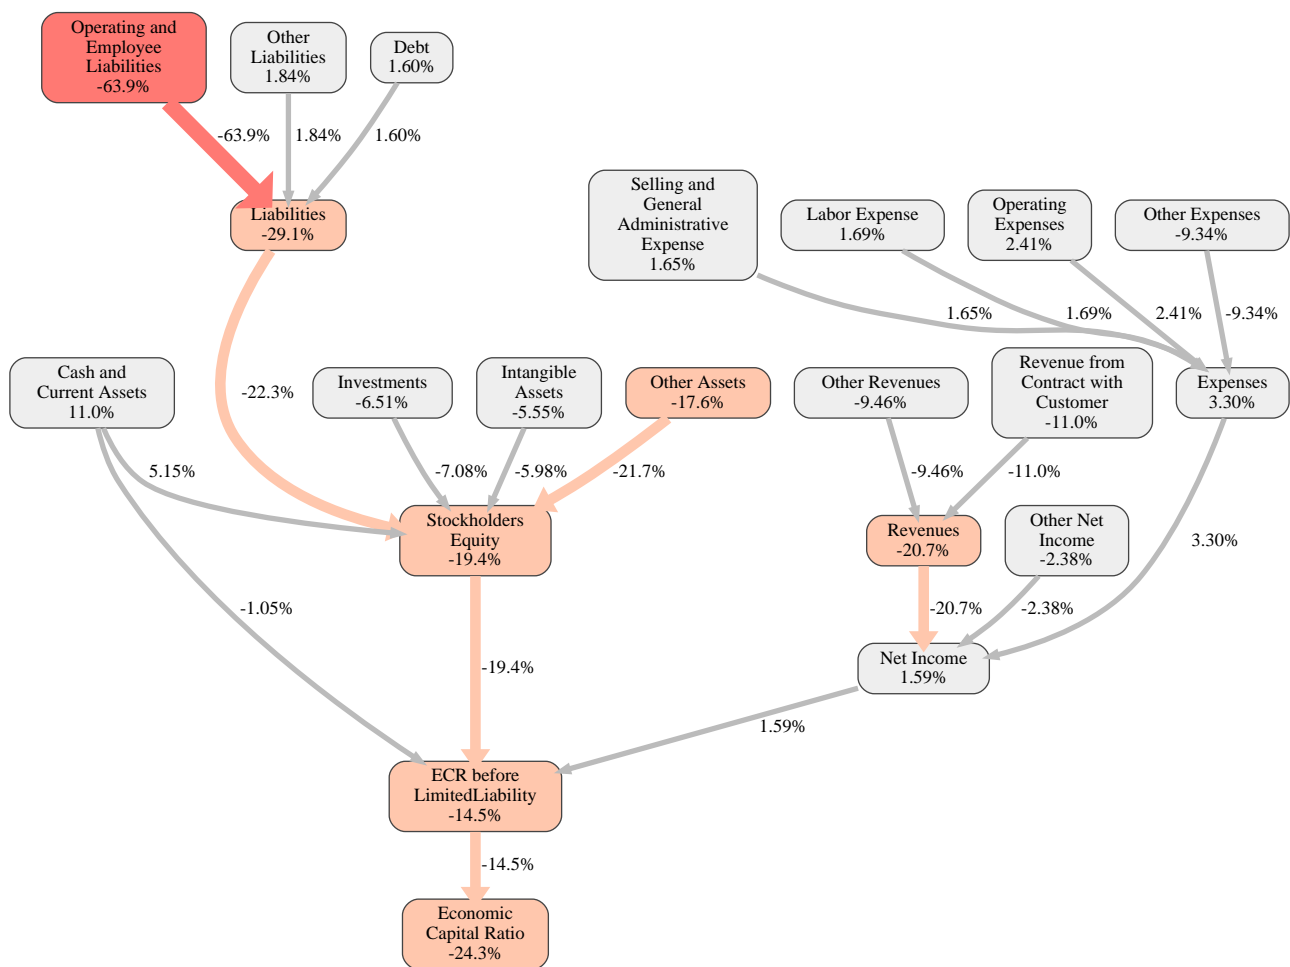 Operating and
Employee
Liabilities
-63.9%
Other
Liabilities
1.84%
Debt
1.60%
-63.9%
1.84%
1.60%
Liabilities
-29.1%
Selling and
General
Administrative
Expense
1.65%
Labor Expense
1.69%
Operating
Expenses
2.41%
Other Expenses
-9.34%
1.65%
1.69%
2.41%
-9.34%
Cash and
Current Assets
11.0%
-22.3%
Investments
-6.51%
Intangible
Assets
-5.55%
Other Assets
-17.6%
Other Revenues
-9.46%
Revenue from
Contract with
Customer
-11.0%
Expenses
3.30%
5.15%
-7.08%
-5.98%
-21.7%
-9.46%
-11.0%
Stockholders
Equity
-19.4%
Revenues
-20.7%
Other Net
Income
-2.38%
3.30%
-1.05%
-20.7%
-2.38%
-19.4%
Net Income
1.59%
1.59%
ECR before
LimitedLiability
-14.5%
-14.5%
Economic
Capital Ratio
-24.3%